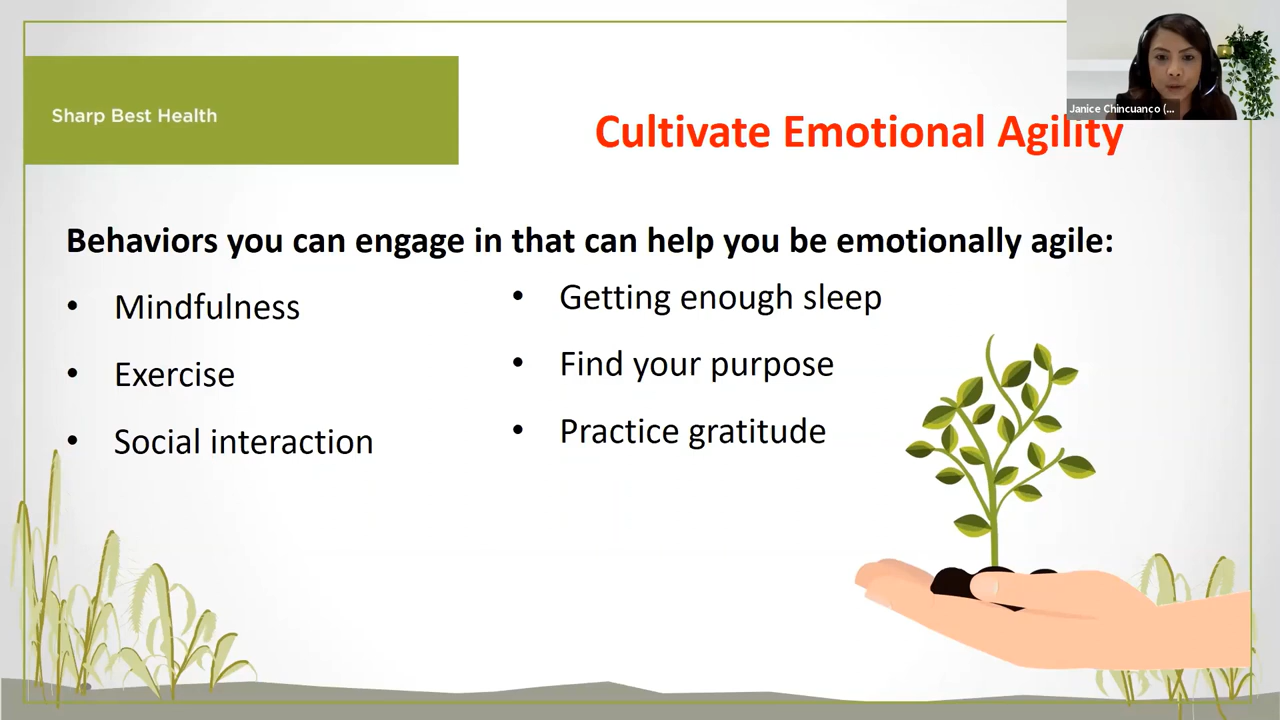 Sharp Best Health
Janice Chincuanco (...
Cultivate Emotional Agility
Behaviors you can engage in that can help you be emotionally agile:
• Mindfulness
• Exercise
• Social interaction
• Getting enough sleep
• Find your purpose
• Practice gratitude